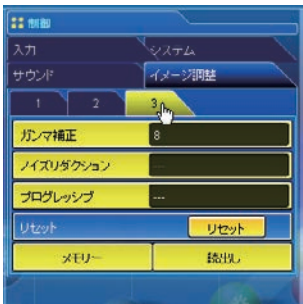 制御
入力 システム
サウンド イメージ調整
1 2 3
ガンマ補正 8
ノイズリダクション ---
プログレッシブ ---
リセット リセット
メモリー 読出し